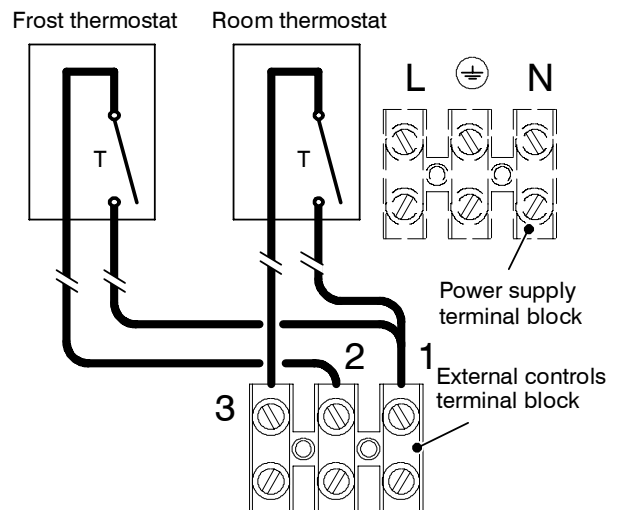 Frost thermostat
Room thermostat
L
N
T
T
Power supply
terminal block
3
2
1
External controls
terminal block